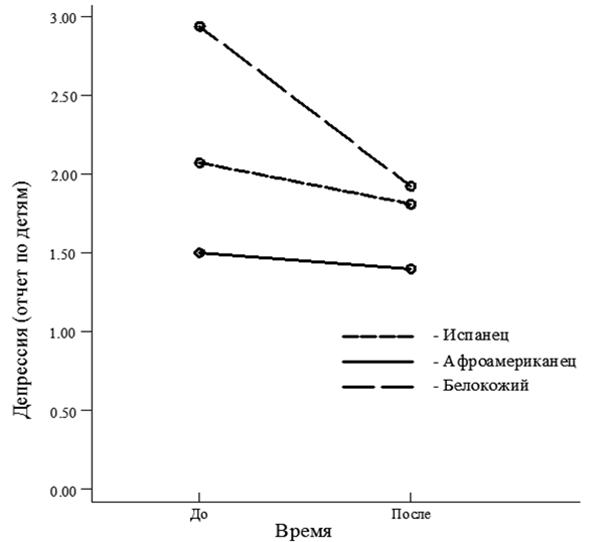 3.00
2.50
2.00
1.50
1.00
0.50
0.00
Депрессия (отчет по детям)
- Испанец
- Афроамериканец
- Белокожий
До
После
Время